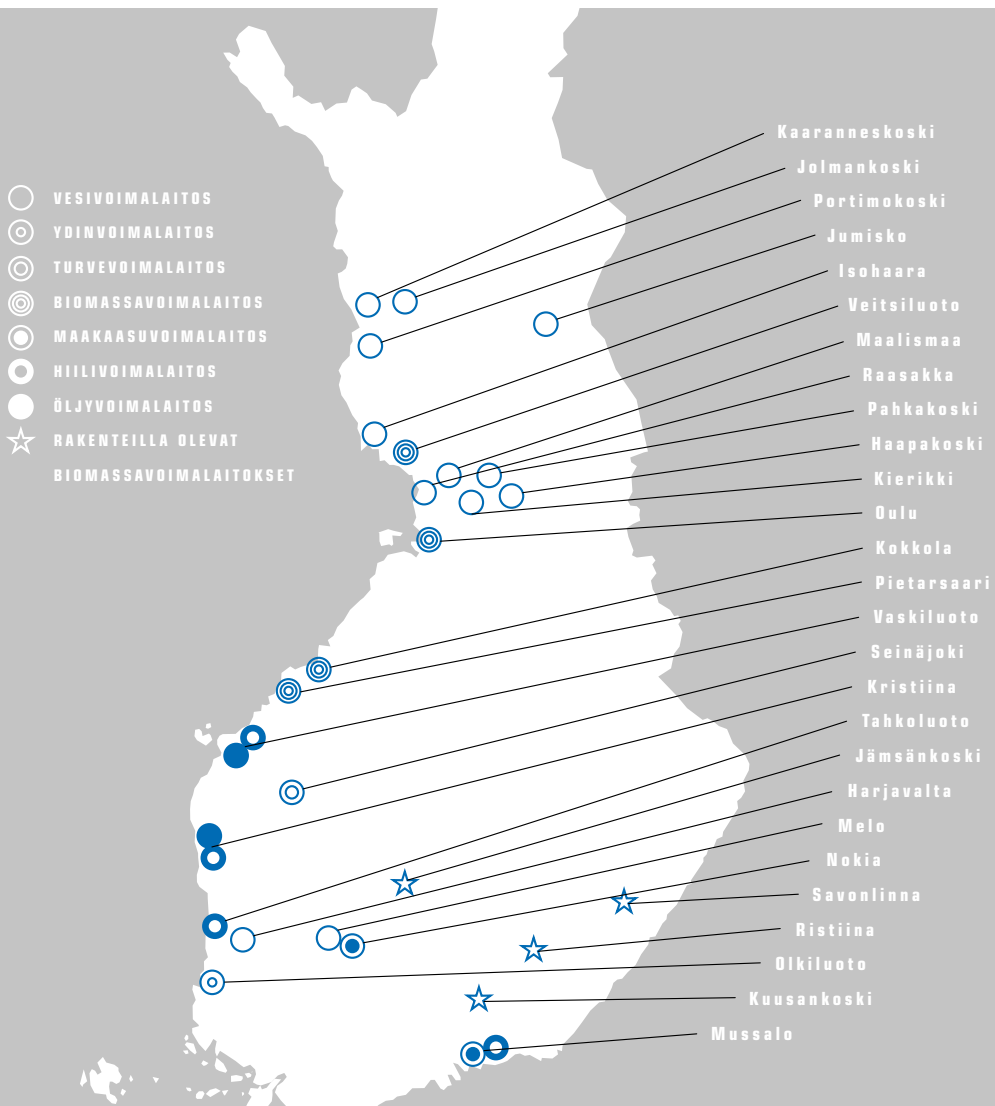 VESIVOIMALAITOS
YDINVOIMALAITOS
TURVEVOIMALAITOS
BIOMASSAVOIMALAITOS
MAAKAASUVOIMALAITOS
HIILIVOIMALAITOS
ÖLJYVOIMALAITOS
RAKENTEILLA OLEVAT
BIOMASSAVOIMALAITOKSET
Kaaranneskoski
Jolmankoski
Portimokoski
Jumisko
Isohaara
Veitsiluoto
Maalismaa
Raasakka
Pahkakoski
Haapakoski
Kierikki
Oulu
Kokkola
Pietarsaari
Vaskiluoto
Seinäjoki
Kristiina
Tahkoluoto
Jämsänkoski
Harjavalta
Melo
Nokia
Savonlinna
Ristiina
Olkiluoto
Kuusankoski
Mussalo